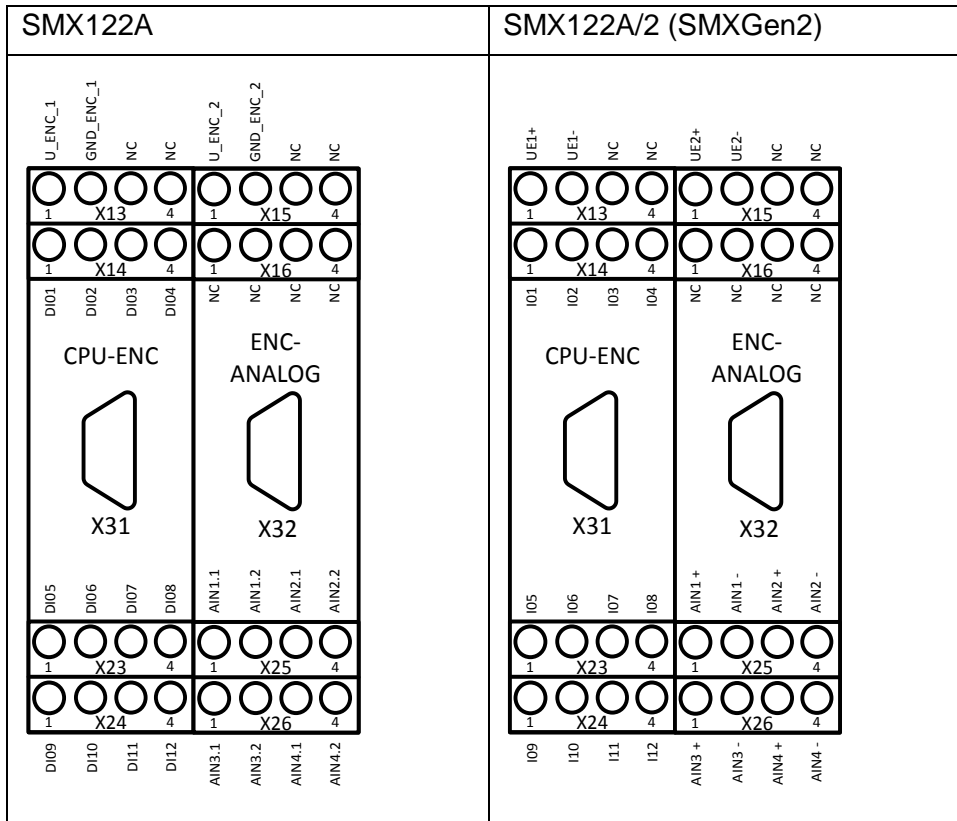 SMX122A SMX122A/2 (SMXGen2)
U_ENC_1 GND_ENC_1 NC NC U_ENC_2 GND_ENC_2 NC NC
1 X13 4 1 X15 4
1 X14 4 1 X16 4
DI01 DI02 DI03 DI04 NC NC NC NC
CPU-ENC ENC-
ANALOG
X31 X32
DI05 DI06 DI07 DI08 AIN1.1 AIN1.2 AIN2.1 AIN2.2
1 X23 4 1 X25 4
1 X24 4 1 X26 4
DI09 DI10 DI11 DI12 AIN3.1 AIN3.2 AIN4.1 AIN4.2
UE1+ UE1- NC NC UE2+ UE2- NC NC
1 X13 4 1 X15 4
1 X14 4 1 X16 4
I01 I02 I03 I04 NC NC NC NC
CPU-ENC ENC-
ANALOG
X31 X32
I05 I06 I07 I08 AIN1 + AIN1 - AIN2 + AIN2 -
1 X23 4 1 X25 4
1 X24 4 1 X26 4
I09 I10 I11 I12 AIN3 + AIN3 - AIN4 + AIN4 -